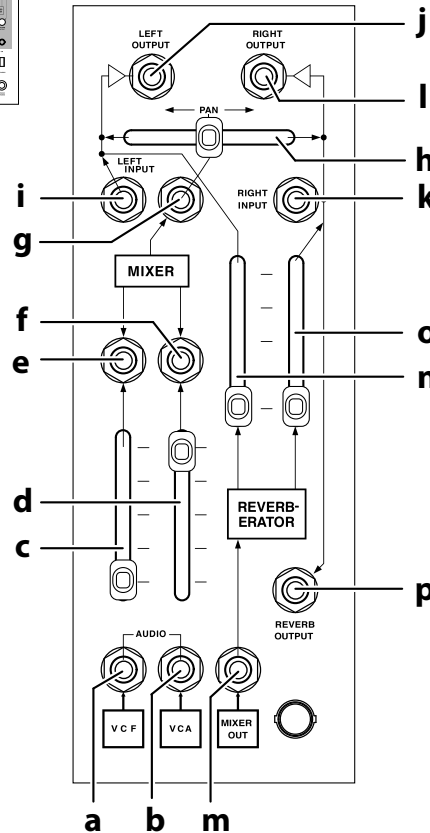 LEFT
OUTPUT
RIGHT
OUTPUT
j
l
PAN
h
LEFT
INPUT
RIGHT
INPUT
i
k
g
MIXER
f
e
o
n
d
c
REVERB-
ERATOR
p
REVERB
OUTPUT
AUDIO
VCF
VCA
MIXER
OUT
a
b
m